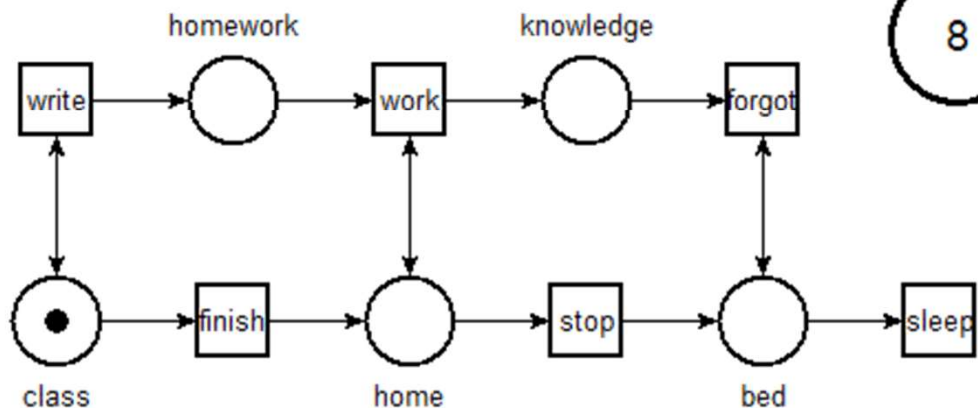 homework knowledge
8
write work forgot
finish stop sleep
class home bed